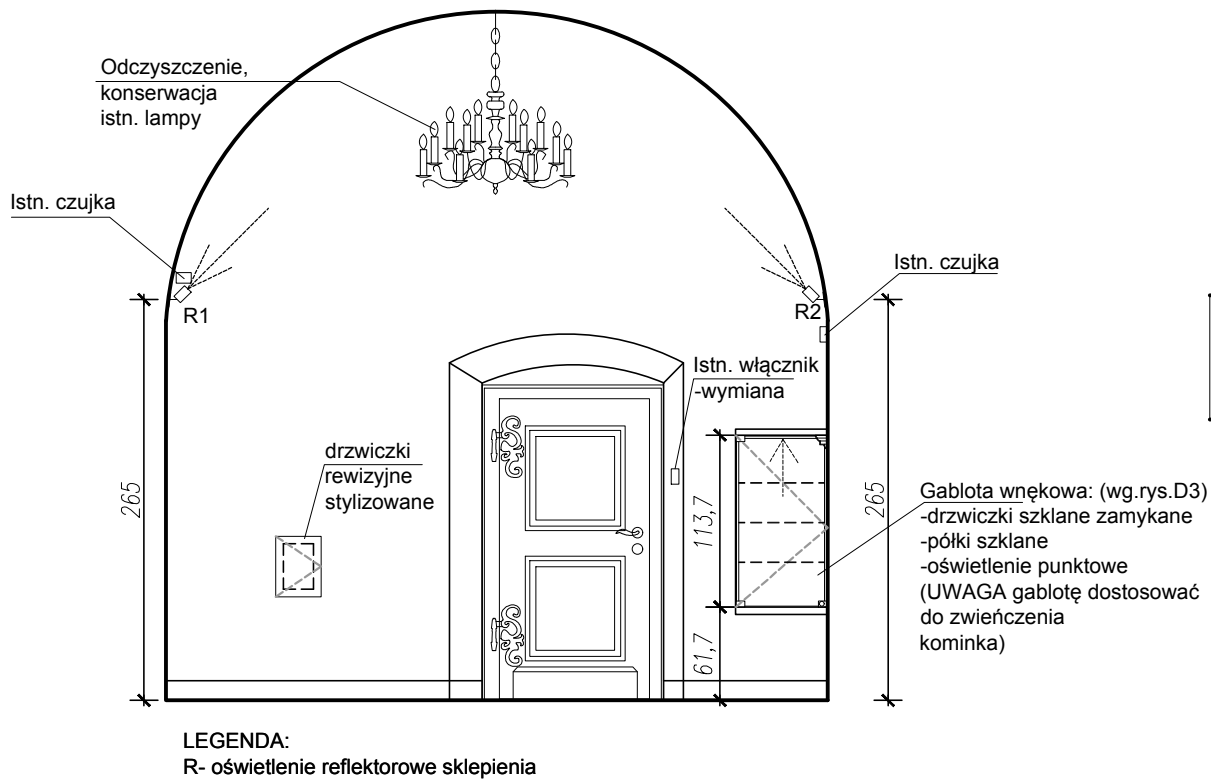 Odczyszczenie,
konserwacja
istn. lampy
Istn. czujka
R1
R2
Istn. czujka
Istn. włącznik
-wymiana
drzwiczki
rewizyjne
stylizowane
265
113,7
61,7
265
Gablota wnękowa: (wg.rys.D3)
-drzwiczki szklane zamykane
-półki szklane
-oświetlenie punktowe
(UWAGA gablotę dostosować
do zwieńczenia
kominka)
LEGENDA:
R- oświetlenie reflektorowe sklepienia